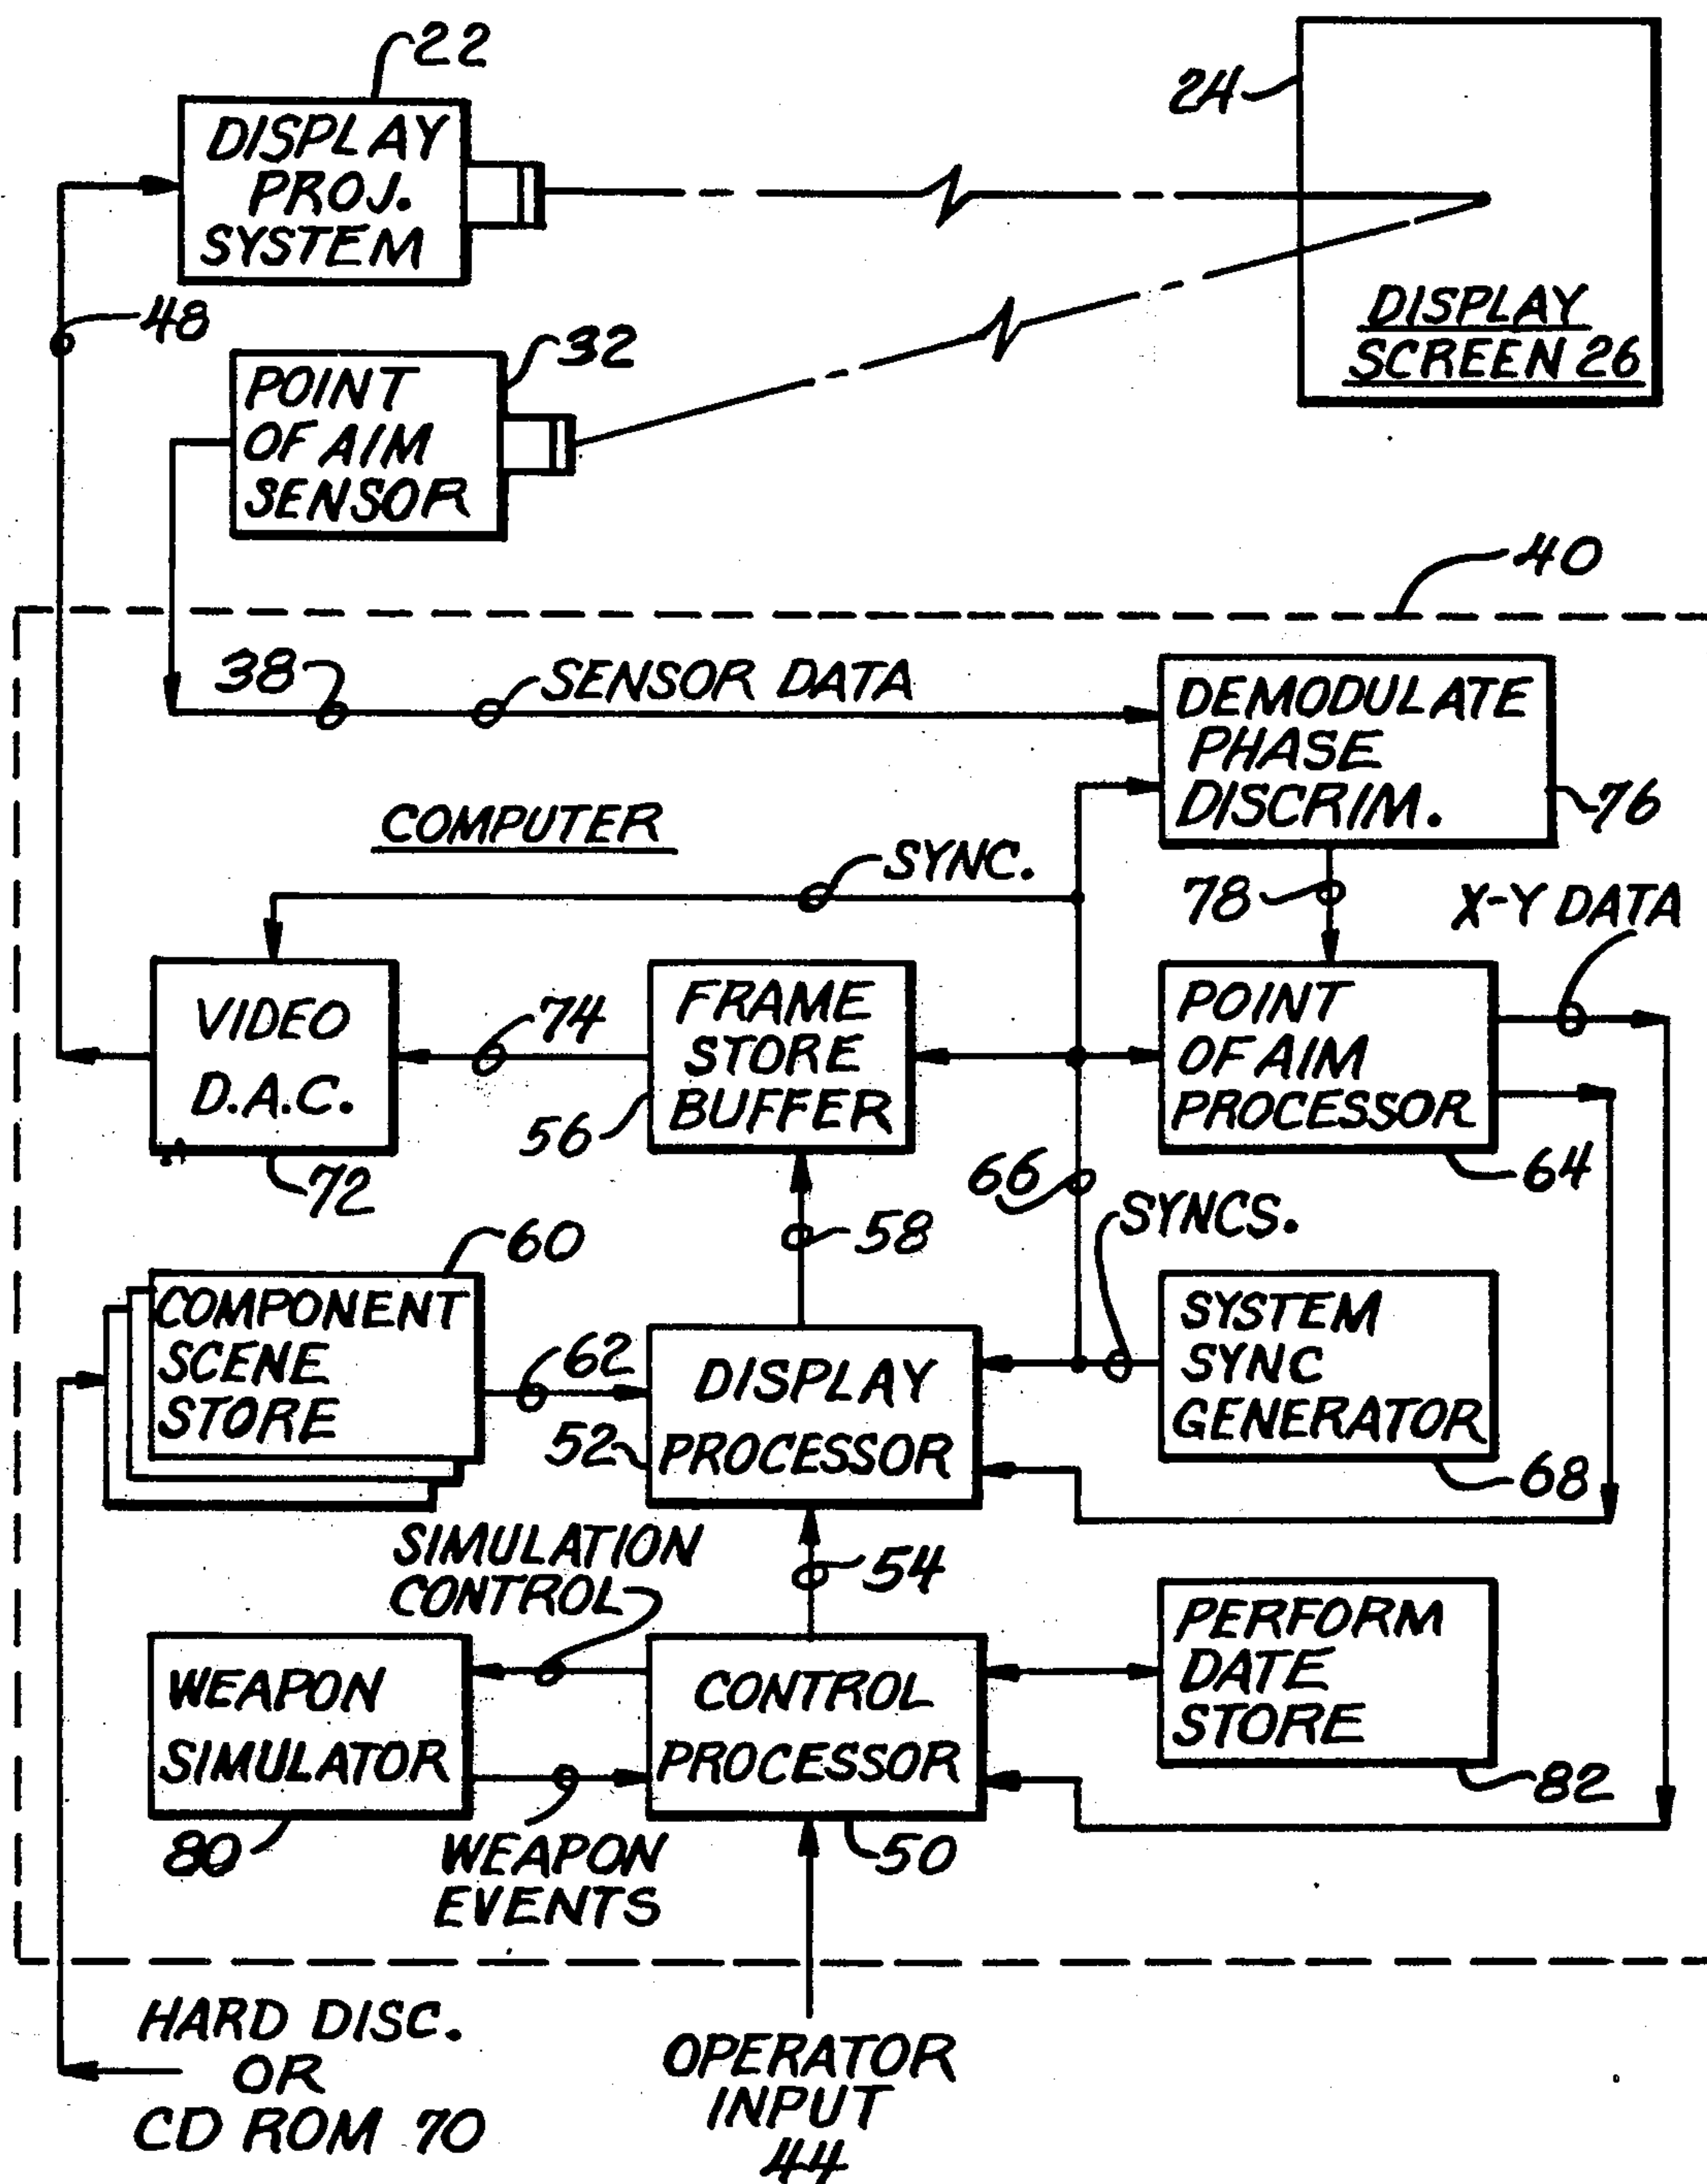 22
DISPLAY
PROJ.
SYSTEM
24
DISPLAY
SCREEN 26
48
32
POINT
OF AIM
SENSOR
40
38
SENSOR DATA
DEMODULATE
PHASE
DISCRIM.
76
COMPUTER
SYNC.
78
X-Y DATA
VIDEO
D.A.C.
72
74
FRAME
STORE
BUFFER
56
POINT
OF AIM
PROCESSOR
64
66
SYNCS.
58
60
COMPONENT
SCENE
STORE
62
DISPLAY
PROCESSOR
52
SYSTEM
SYNC
GENERATOR
68
SIMULATION
CONTROL
54
PERFORM
DATE
STORE
82
WEAPON
SIMULATOR
80
CONTROL
PROCESSOR
50
WEAPON
EVENTS
HARD DISC.
OR
CD ROM 70
OPERATOR
INPUT
44